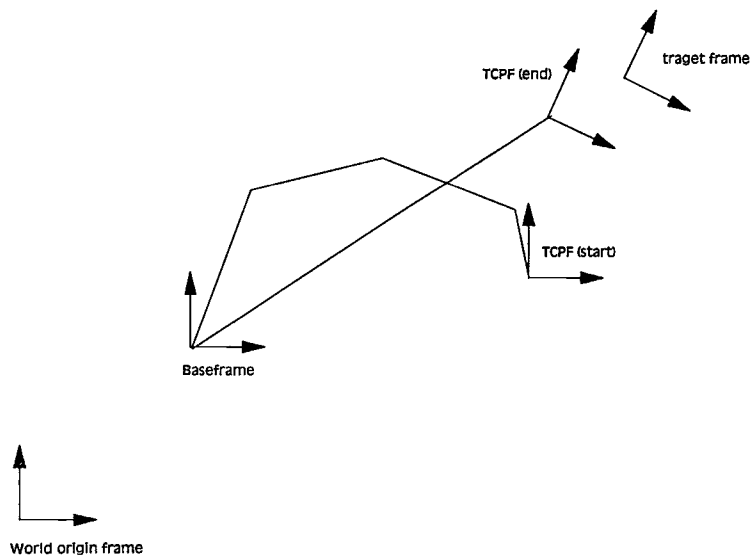 traget frame
TCPF (end)
TCPF (start)
Baseframe
World origin frame